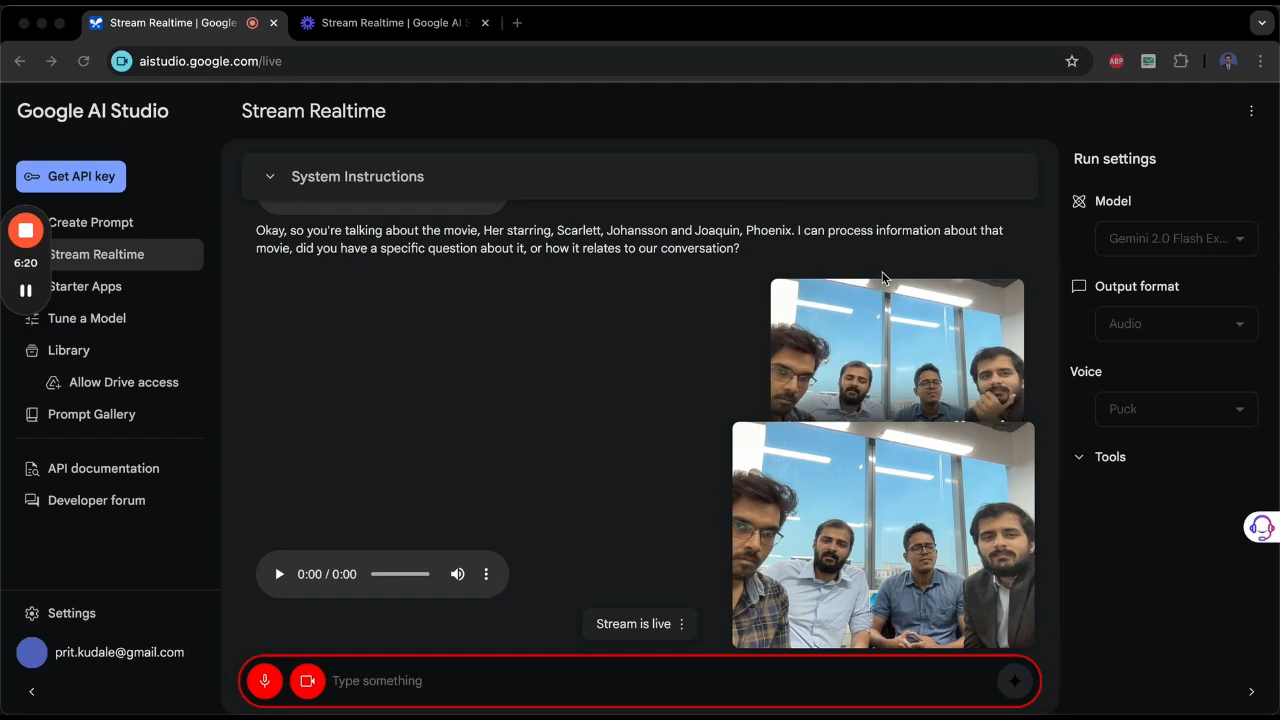 Stream Realtime | Google
Stream Realtime | Google AI S
aistudio.google.com/live
ABP
Google AI Studio
Stream Realtime
Get API key
Create Prompt
Stream Realtime
Starter Apps
Tune a Model
Library
Allow Drive access
Prompt Gallery
API documentation
Developer forum
Settings
prit.kudale@gmail.com
6:20
System Instructions
Okay, so you're talking about the movie, Her starring, Scarlett, Johansson and Joaquin, Phoenix. I can process information about that
movie, did you have a specific question about it, or how it relates to our conversation?
0:00 / 0:00
Stream is live
Type something
Run settings
Model
Gemini 2.0 Flash Ex...
Output format
Audio
Voice
Puck
Tools